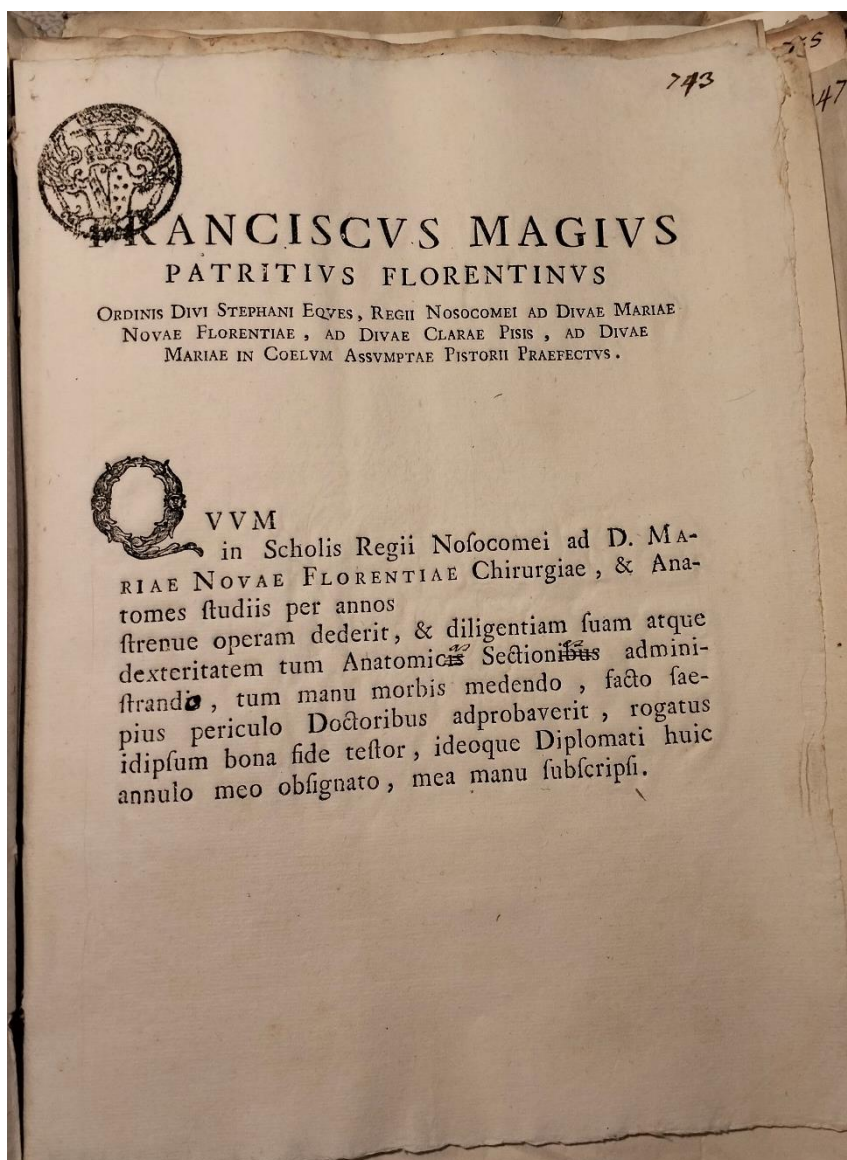 743
FRANCISCVS MAGIVS
PATRITIVS FLORENTINVS
ORDINIS DIVI STEPHANI EQVES, REGII NOSOCOMEI AD DIVAE MARIAE
NOVAE FLORENTIAE, AD DIVAE CLARAE PISIS, AD DIVAE
MARIAE IN COELVM ASSVMPTAE PISTORII PRAEFECTVS.
QVVM
in Scholis Regii Noſocomei ad D. MA-
RIAE NOVAE FLORENTIAE Chirurgiae, & Ana-
tomes ſtudiis per annos
ſtrenue operam dederit, & diligentiam ſuam atque
dexteritatem tum Anatomicis Sectionibus admini-
ſtrando, tum manu morbis medendo, facto ſae-
pius periculo Doctoribus adprobaverit, rogatus
idipſum bona fide teſtor, ideoque Diplomati huic
annulo meo obſignato, mea manu ſubſcripſi.